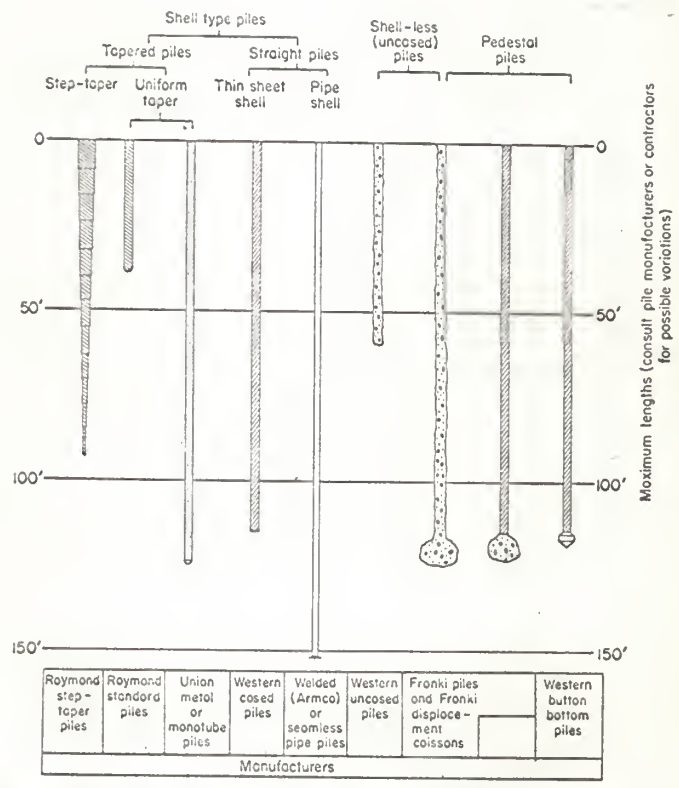 Shell type piles
Tapered piles
Straight piles
Shell-less
(uncased)
piles
Pedestal
piles
Step-taper
Uniform
taper
Thin sheet
shell
Pipe
shell
0
0
50'
50'
100'
100'
150'
150'
Maximum lengths (consult pile manufacturers or contractors
for possible variations)
Raymond
step-
taper
piles
Raymond
standard
piles
Union
metal
or
monotube
piles
Western
cased
piles
Welded
(Armco)
or
seamless
pipe piles
Western
uncased
piles
Franki piles
and Franki
displace-
ment
caissons
Western
button
bottom
piles
Manufacturers